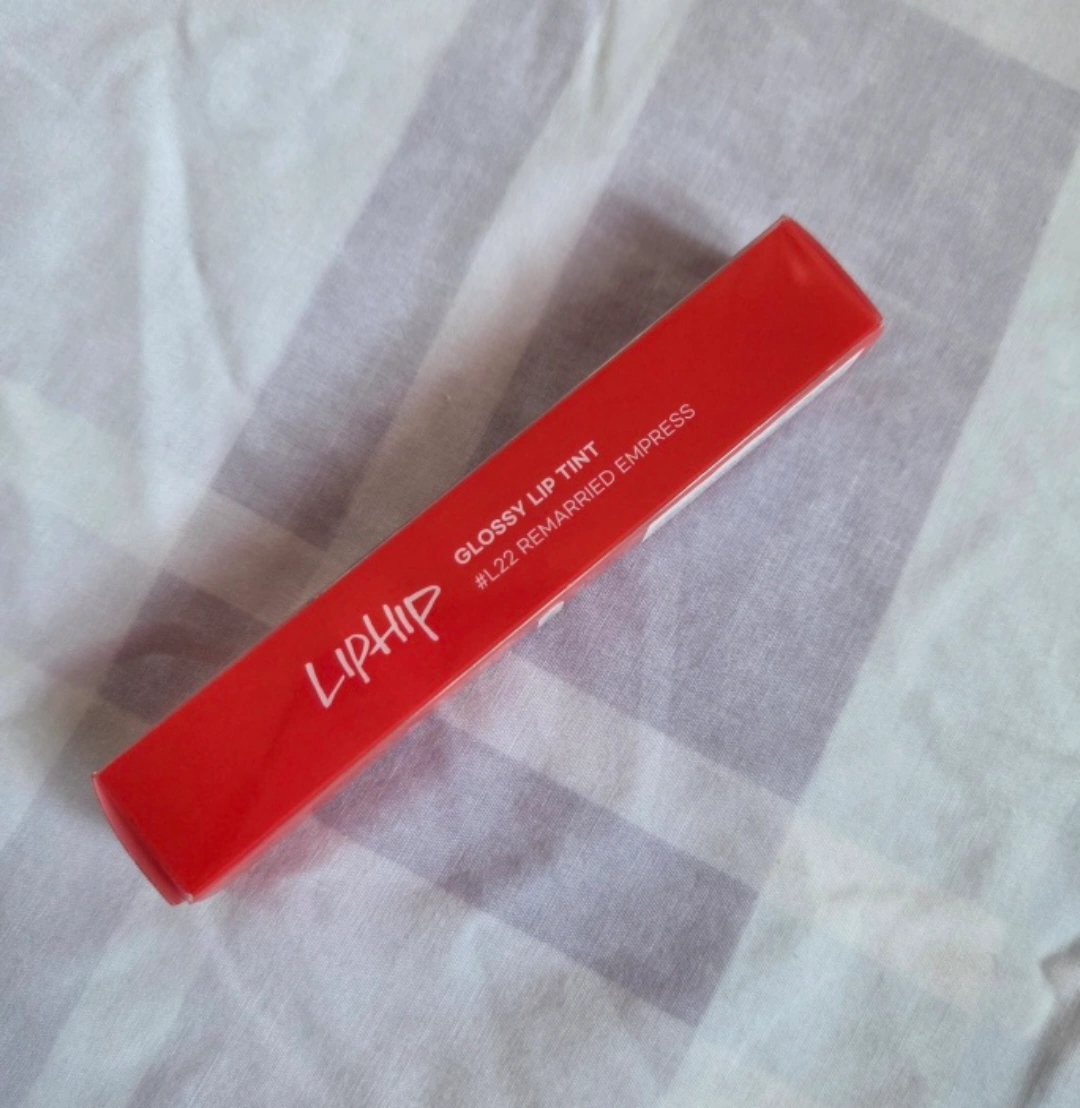 LIPHIP
GLOSSY LIP TINT
#L22 REMARRIED EMPRESS